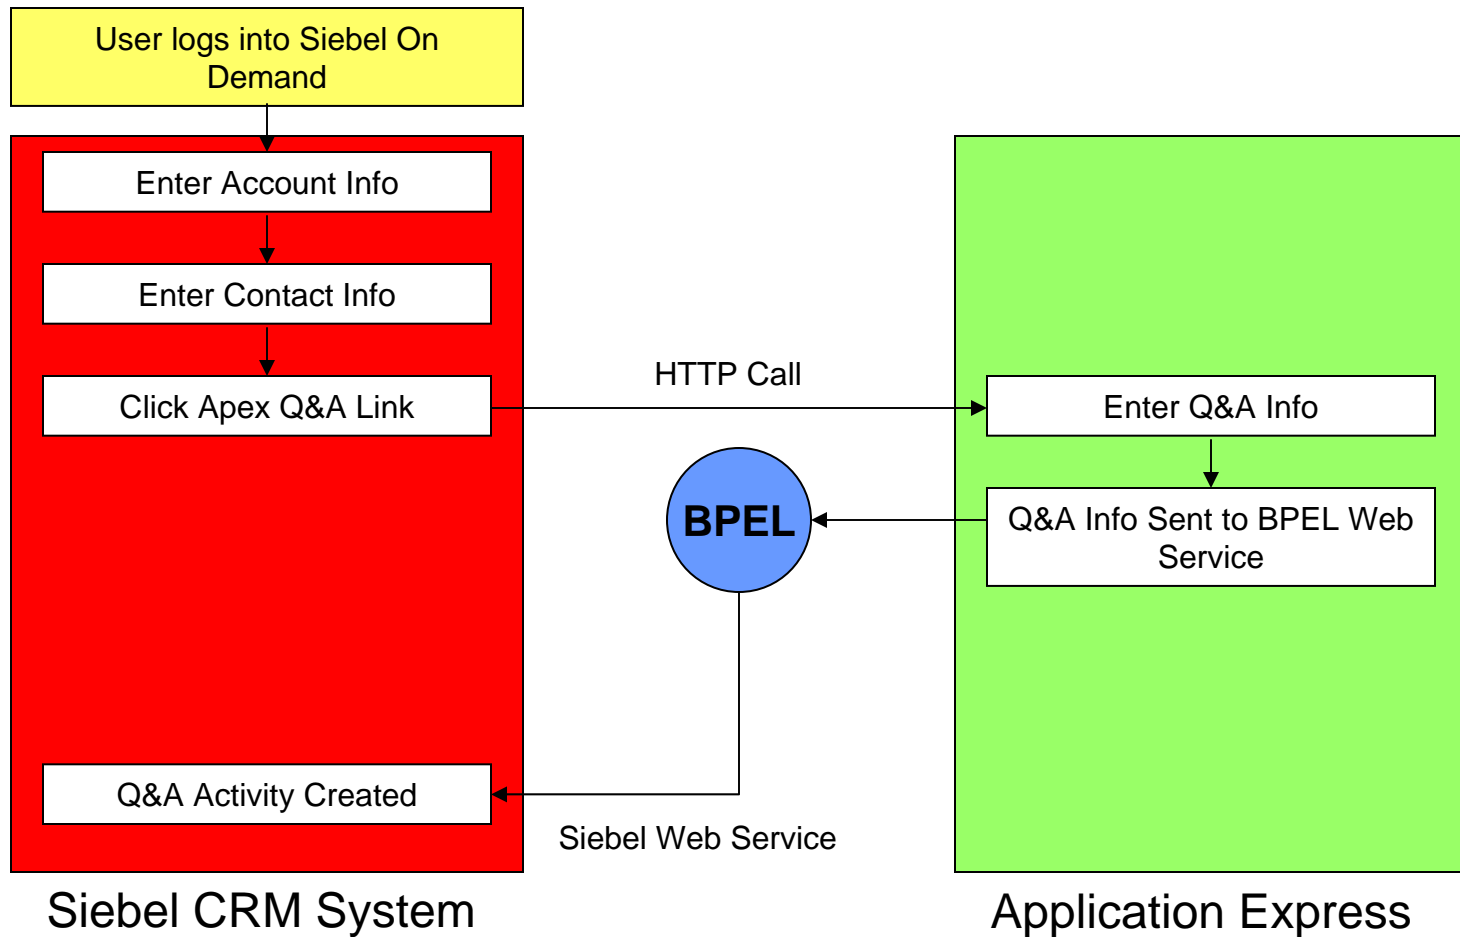 User logs into Siebel On
Demand
Enter Account Info
Enter Contact Info
Click Apex Q&A Link
HTTP Call
Enter Q&A Info
BPEL
Q&A Info Sent to BPEL Web
Service
Q&A Activity Created
Siebel Web Service
Siebel CRM System
Application Express